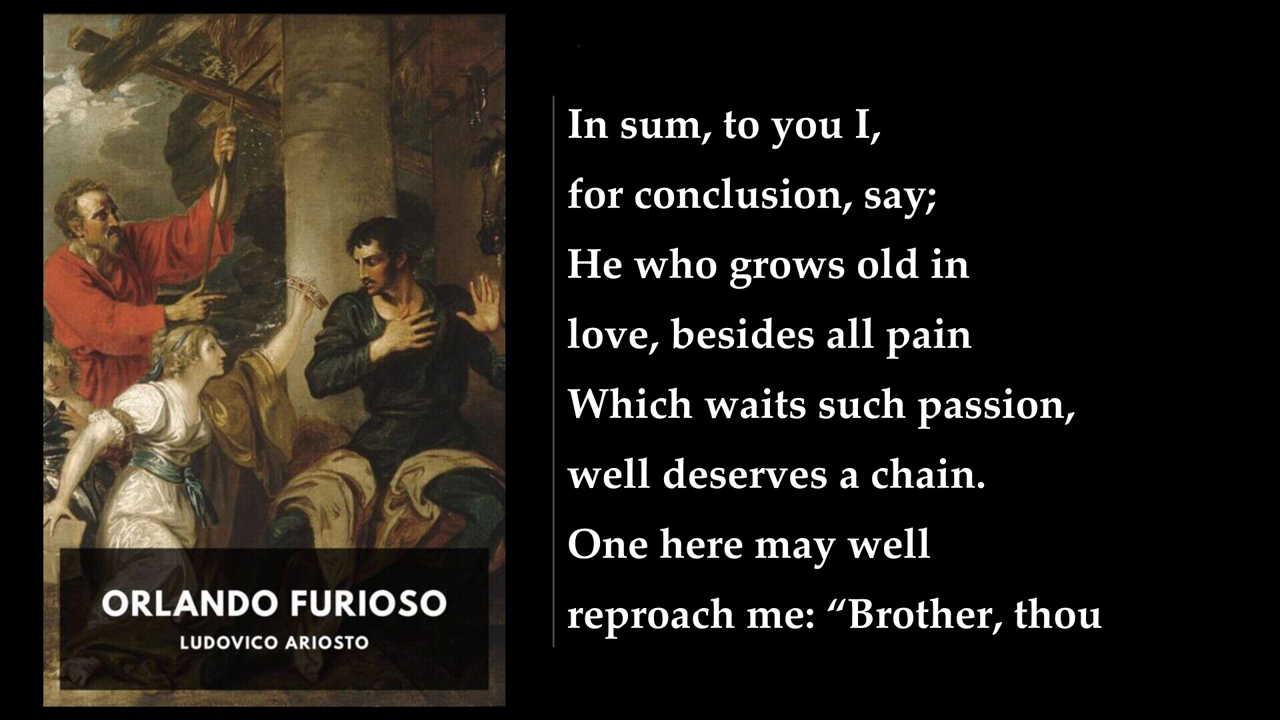 In sum, to you I,
for conclusion, say;
He who grows old in
love, besides all pain
Which waits such passion,
well deserves a chain.
One here may well
reproach me: “Brother, thou
ORLANDO FURIOSO
LUDOVICO ARIOSTO